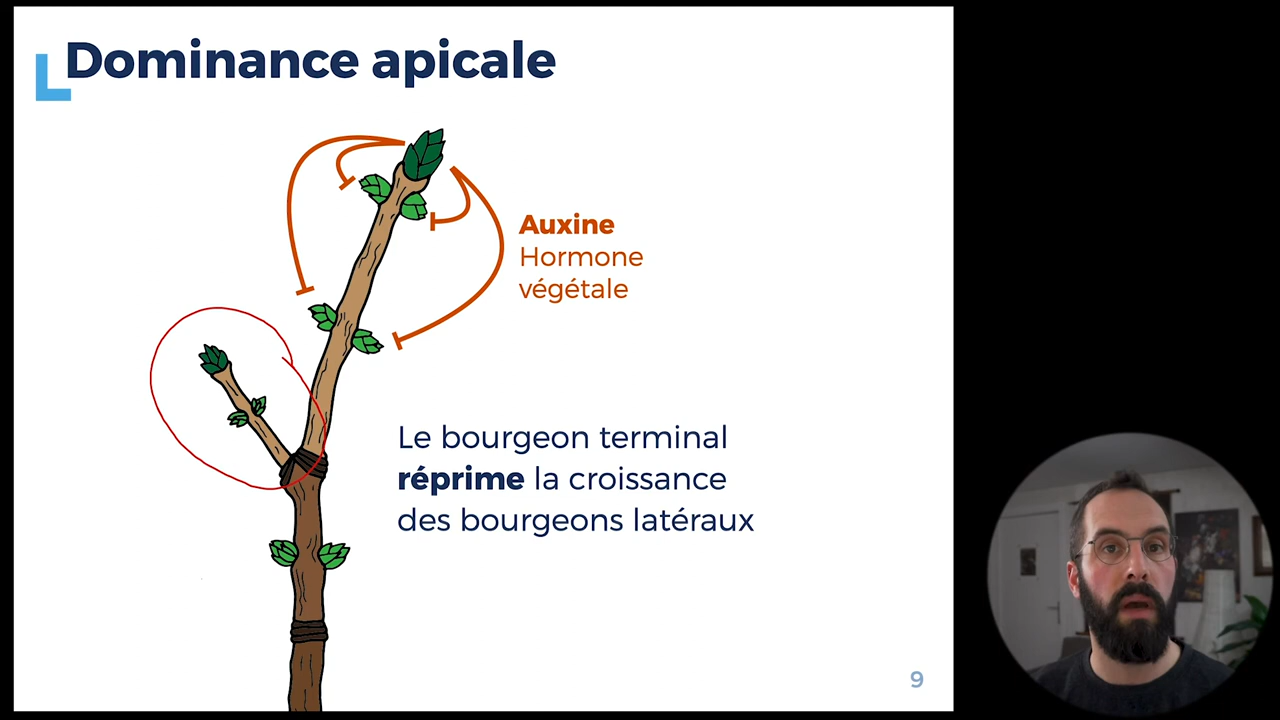 Dominance apicale
Auxine
Hormone
végétale
Le bourgeon terminal
réprime la croissance
des bourgeons latéraux
9